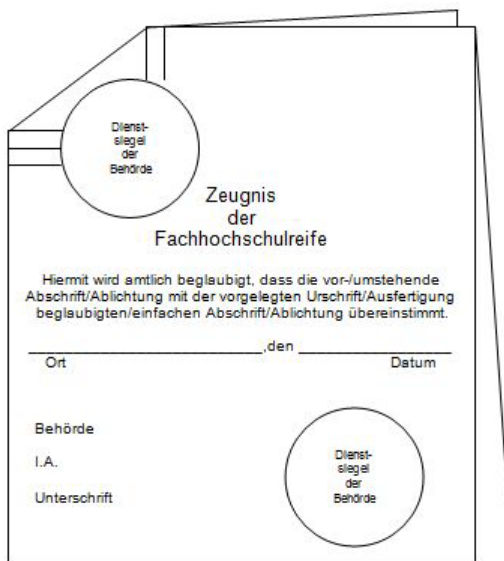 Dienst-
siegel
der
Behörde
Zeugnis
der
Fachhochschulreife
Hiermit wird amtlich beglaubigt, dass die vor-/umstehende
Abschrift/Ablichtung mit der vorgelegten Urschrift/Ausfertigung
beglaubigten/einfachen Abschrift/Ablichtung übereinstimmt.
,den
Ort Datum
Behörde
I.A.
Unterschrift
Dienst-
siegel
der
Behörde